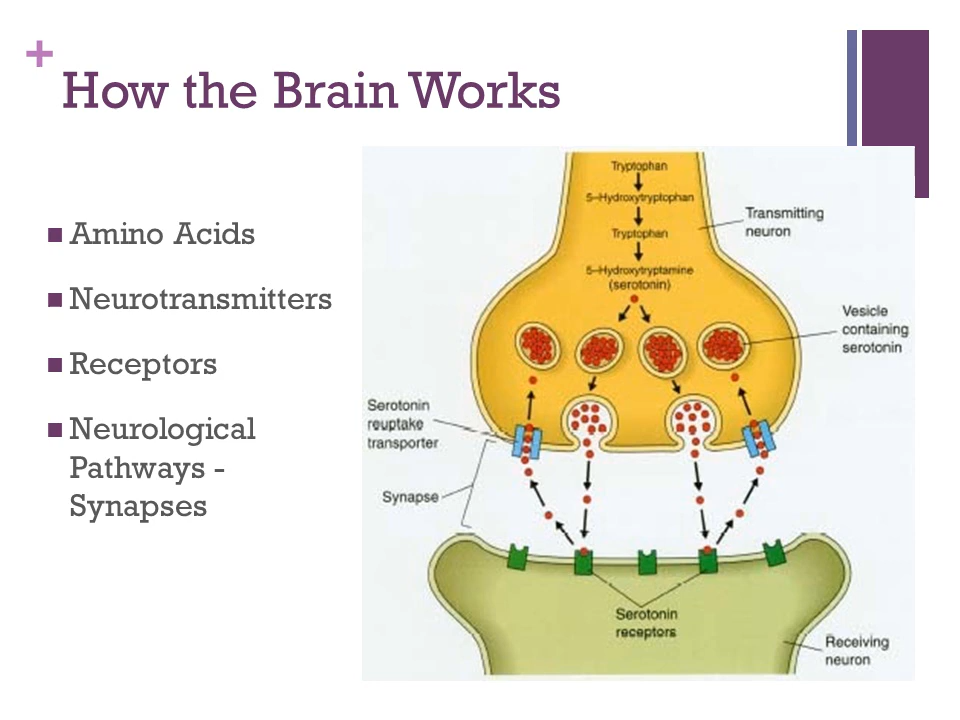 +
How the Brain Works
■ Amino Acids
■ Neurotransmitters
■ Receptors
■ Neurological
Pathways -
Synapses
Tryptophan
5–Hydroxytryptophan
Tryptophan
5–Hydroxytryptamine
(serotonin)
Transmitting
neuron
Vesicle
containing
serotonin
Serotonin
reuptake
transporter
Synapse
Serotonin
receptors
Receiving
neuron